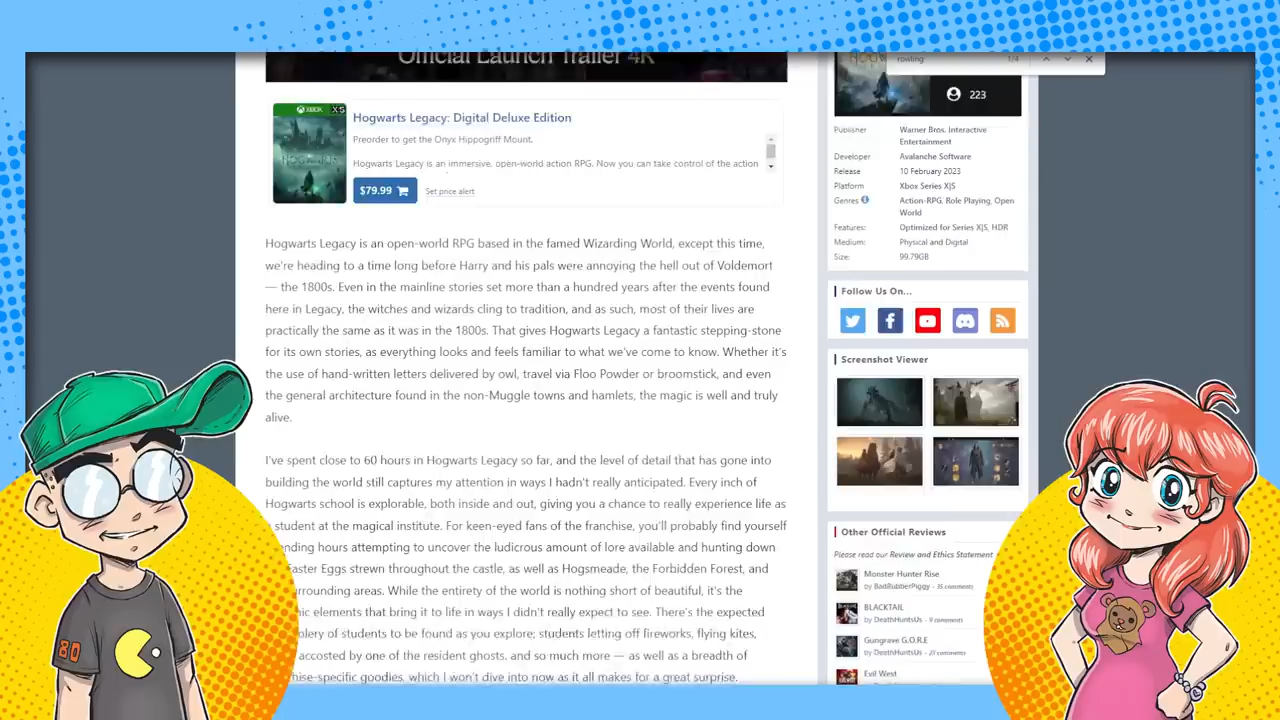 Official Launch Trailer 4K
rowling 1/4
XBOX X|S
HOGWARTS
Hogwarts Legacy: Digital Deluxe Edition
Preorder to get the Onyx Hippogriff Mount.
Hogwarts Legacy is an immersive, open-world action RPG. Now you can take control of the action
$79.99
Set price alert
Hogwarts Legacy is an open-world RPG based in the famed Wizarding World, except this time,
we're heading to a time long before Harry and his pals were annoying the hell out of Voldemort
— the 1800s. Even in the mainline stories set more than a hundred years after the events found
here in Legacy, the witches and wizards cling to tradition, and as such, most of their lives are
practically the same as it was in the 1800s. That gives Hogwarts Legacy a fantastic stepping-stone
for its own stories, as everything looks and feels familiar to what we've come to know. Whether it's
the use of hand-written letters delivered by owl, travel via Floo Powder or broomstick, and even
the general architecture found in the non-Muggle towns and hamlets, the magic is well and truly
alive.
I've spent close to 60 hours in Hogwarts Legacy so far, and the level of detail that has gone into
building the world still captures my attention in ways I hadn't really anticipated. Every inch of
Hogwarts school is explorable, both inside and out, giving you a chance to really experience life as
student at the magical institute. For keen-eyed fans of the franchise, you'll probably find yourself
ending hours attempting to uncover the ludicrous amount of lore available and hunting down
Easter Eggs strewn throughout the castle, as well as Hogsmeade, the Forbidden Forest, and
rrounding areas. While the entirety of the world is nothing short of beautiful, it's the
elements that bring it to life in ways I didn't really expect to see. There's the expected
of students to be found as you explore; students letting off fireworks, flying kites,
accosted by one of the resident ghosts, and so much more — as well as a breadth of
hise-specific goodies, which I won't dive into now as it all makes for a great surprise.
223
Publisher Warner Bros. Interactive
Entertainment
Developer Avalanche Software
Release 10 February 2023
Platform Xbox Series X|S
Genres Action-RPG, Role Playing, Open
World
Features: Optimized for Series X|S, HDR
Medium: Physical and Digital
Size: 99.79GB
Follow Us On...
Screenshot Viewer
Other Official Reviews
Please read our Review and Ethics Statement
Monster Hunter Rise
by BadRubberPiggy - 35 comments
BLACKTAIL
by DeathHuntsUs - 9 comments
Gungrave G.O.R.E
by DeathHuntsUs - 23 comments
Evil West
80